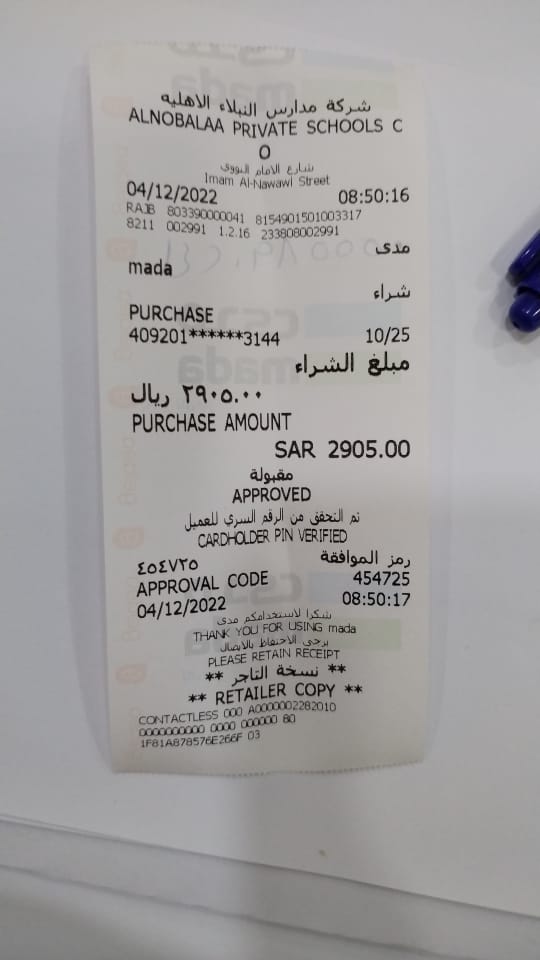 شركة مدارس النبلاء الاهليه
ALNOBALAA PRIVATE SCHOOLS C
O
شارع الامام النووي
Imam Al-Nawawi Street
04/12/2022 08:50:16
RAJB 803390000041 8154901501003317
8211 002991 1.2.16 233808002991
مدى
mada
شراء
PURCHASE
409201******3144 10/25
مبلغ الشراء
٢٩٠٥.٠٠ ريال
PURCHASE AMOUNT
SAR 2905.00
مقبولة
APPROVED
تم التحقق من الرقم السري للعميل
CARDHOLDER PIN VERIFIED
رمز الموافقة
٤٥٤٧٢٥
APPROVAL CODE 454725
04/12/2022 08:50:17
شكرا لاستخدامكم مدى
THANK YOU FOR USING mada
يرجى الاحتفاظ بالايصال
PLEASE RETAIN RECEIPT
** نسخة التاجر **
** RETAILER COPY **
CONTACTLESS 000 A0000002282010
0000000000 0000 000000 80
1F81A878576E266F 03